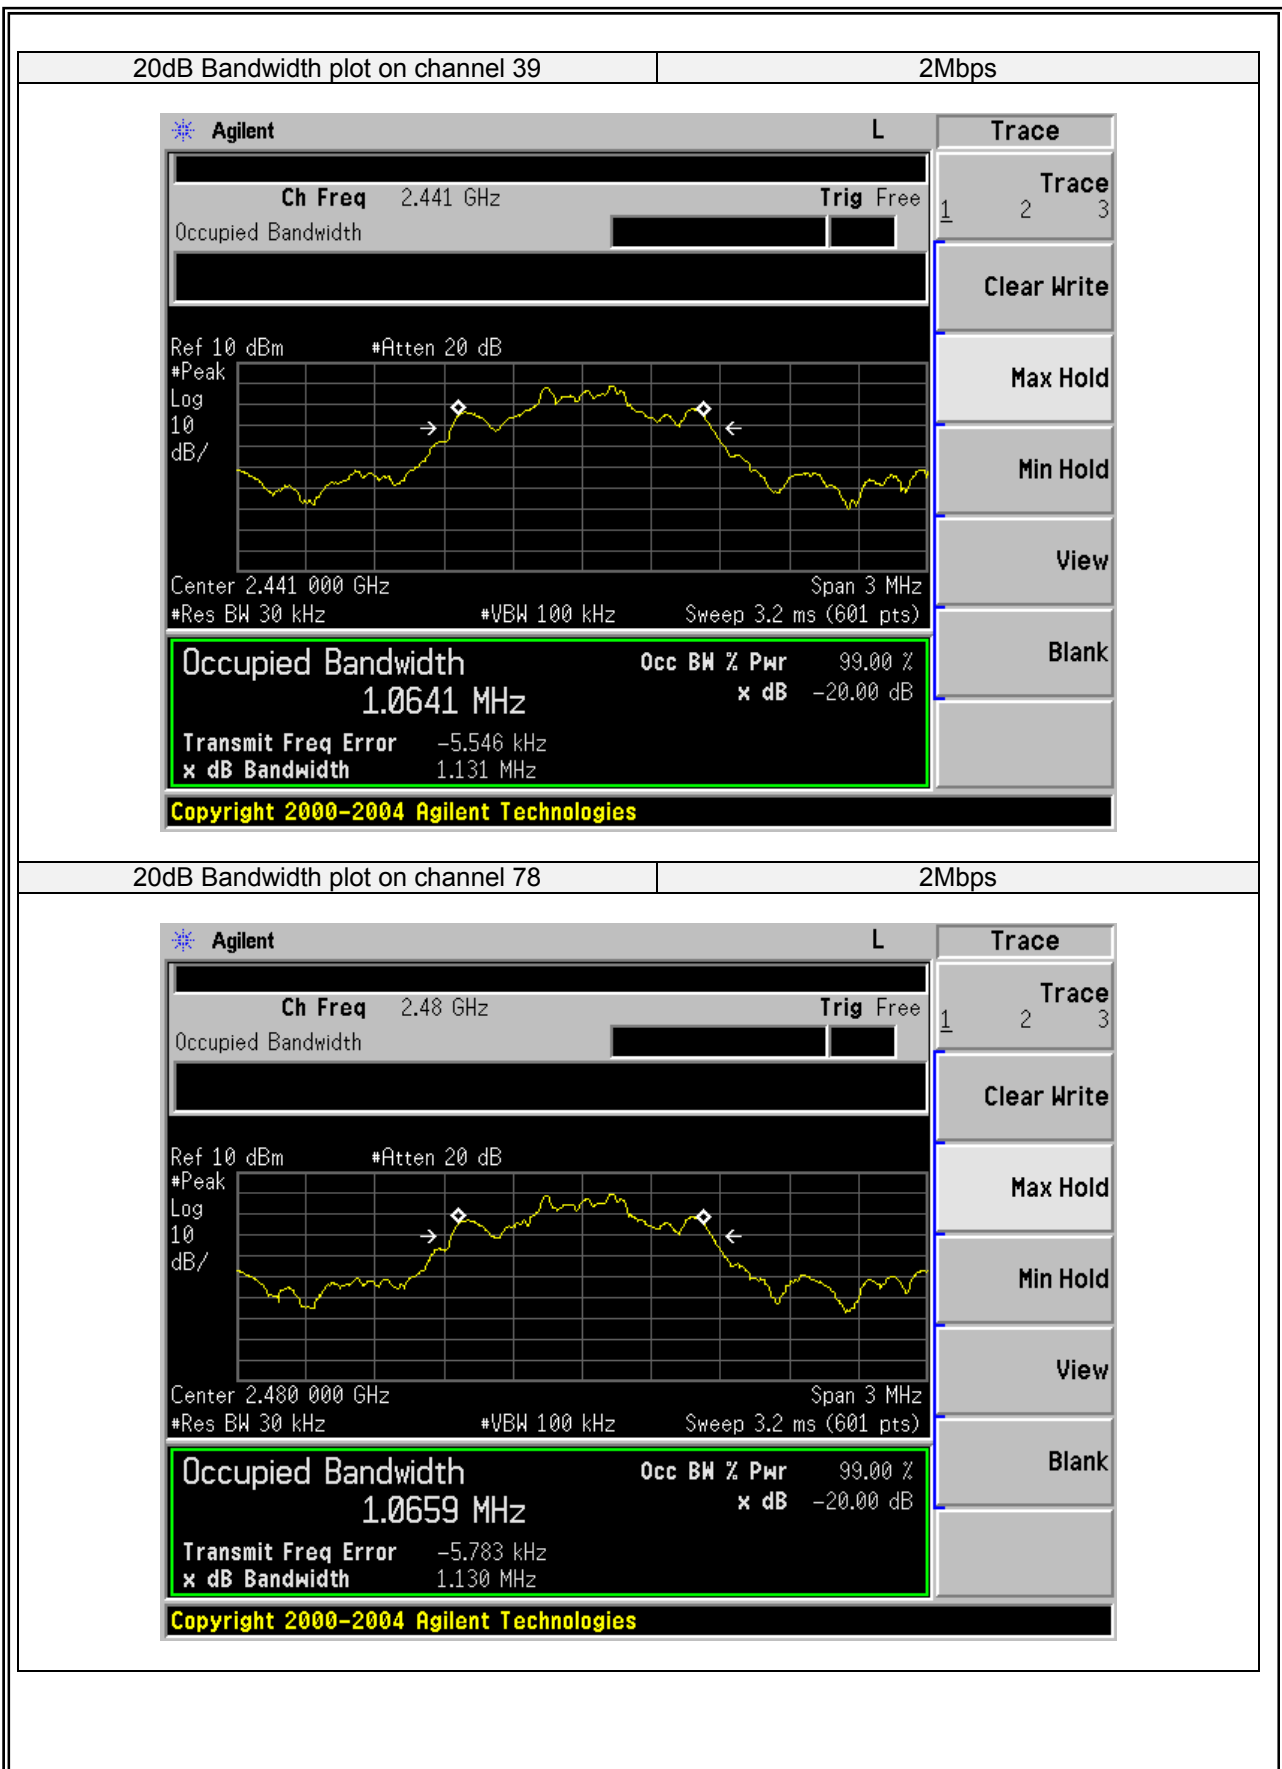 20dB Bandwidth plot on channel 39 2Mbps
Agilent L Trace
Ch Freq 2.441 GHz Trig Free
Occupied Bandwidth
Trace
1 2 3
Clear Write
Max Hold
Min Hold
View
Blank
Ref 10 dBm #Atten 20 dB
#Peak
Log
10
dB/
Center 2.441 000 GHz Span 3 MHz
#Res BW 30 kHz #VBW 100 kHz Sweep 3.2 ms (601 pts)
Occupied Bandwidth Occ BW % Pwr 99.00 %
1.0641 MHz x dB -20.00 dB
Transmit Freq Error -5.546 kHz
x dB Bandwidth 1.131 MHz
Copyright 2000-2004 Agilent Technologies
20dB Bandwidth plot on channel 78 2Mbps
Agilent L Trace
Ch Freq 2.48 GHz Trig Free
Occupied Bandwidth
Trace
1 2 3
Clear Write
Max Hold
Min Hold
View
Blank
Ref 10 dBm #Atten 20 dB
#Peak
Log
10
dB/
Center 2.480 000 GHz Span 3 MHz
#Res BW 30 kHz #VBW 100 kHz Sweep 3.2 ms (601 pts)
Occupied Bandwidth Occ BW % Pwr 99.00 %
1.0659 MHz x dB -20.00 dB
Transmit Freq Error -5.783 kHz
x dB Bandwidth 1.130 MHz
Copyright 2000-2004 Agilent Technologies